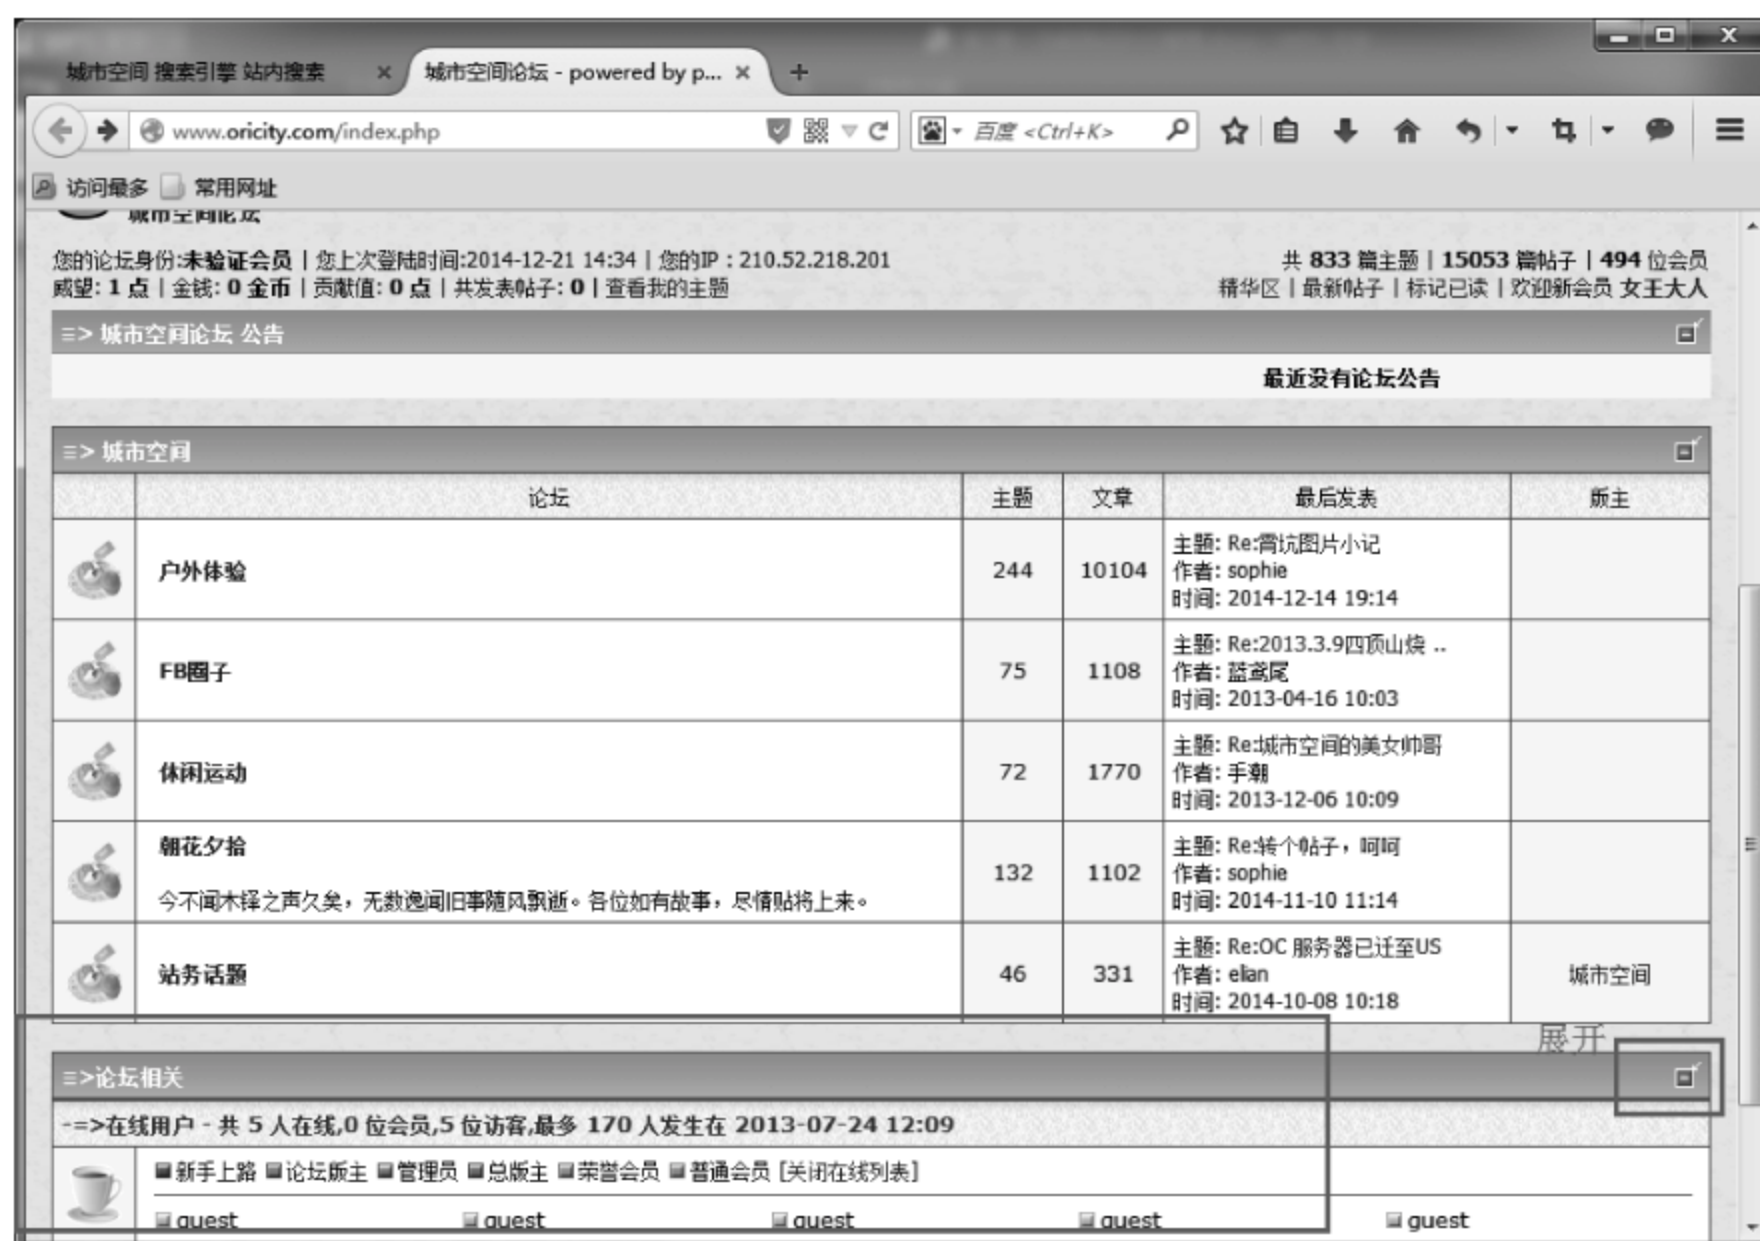 城市空间 搜索引擎 站内搜索
城市空间论坛 - powered by p...
www.oricity.com/index.php
百度 <Ctrl+K>
访问最多 常用网址
城市空间论坛
您的论坛身份:未验证会员 | 您上次登陆时间:2014-12-21 14:34 | 您的IP : 210.52.218.201
共 833 篇主题 | 15053 篇帖子 | 494 位会员
威望: 1 点 | 金钱: 0 金币 | 贡献值: 0 点 | 共发表帖子: 0 | 查看我的主题
精华区 | 最新帖子 | 标记已读 | 欢迎新会员 女王大人
≡> 城市空间论坛 公告
最近没有论坛公告
≡> 城市空间
论坛 主题 文章 最后发表 版主
户外体验 244 10104
主题: Re:霄坑图片小记
作者: sophie
时间: 2014-12-14 19:14
FB圈子 75 1108
主题: Re:2013.3.9四顶山烧 ..
作者: 蓝鸢尾
时间: 2013-04-16 10:03
休闲运动 72 1770
主题: Re:城市空间的美女帅哥
作者: 手潮
时间: 2013-12-06 10:09
朝花夕拾
今不闻木铎之声久矣，无数逸闻旧事随风飘逝。各位如有故事，尽情贴将上来。
132 1102
主题: Re:转个帖子，呵呵
作者: sophie
时间: 2014-11-10 11:14
站务话题 46 331
主题: Re:OC 服务器已迁至US
作者: elian
时间: 2014-10-08 10:18
城市空间
展开
≡>论坛相关
-=>在线用户 - 共 5 人在线,0 位会员,5 位访客,最多 170 人发生在 2013-07-24 12:09
新手上路 论坛版主 管理员 总版主 荣誉会员 普通会员 [关闭在线列表]
guest guest guest guest guest